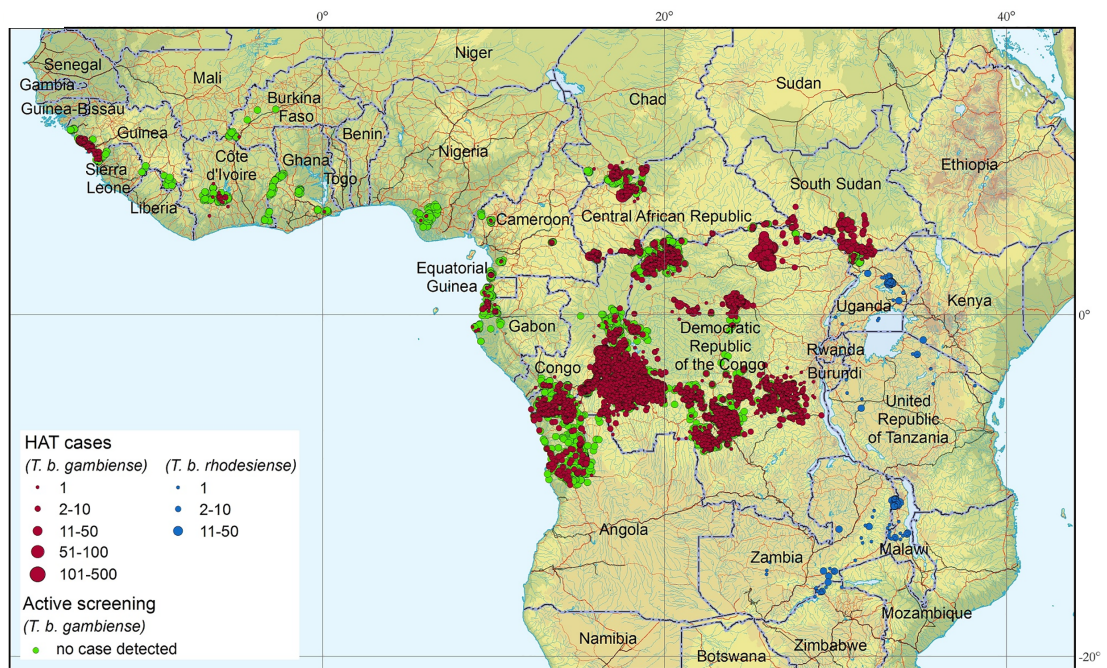 0°
20°
40°
Senegal
Gambia
Guinea-Bissau
Mali
Niger
Chad
Sudan
Burkina
Faso
Guinea
Benin
Nigeria
Ethiopia
Sierra
Leone
Côte
d'Ivoire
Ghana
Togo
South Sudan
Liberia
Cameroon
Central African Republic
Equatorial
Guinea
Uganda
Kenya
0°
Gabon
Democratic
Republic
of the Congo
Rwanda
Burundi
Congo
United
Republic
of Tanzania
HAT cases
(T. b. gambiense) (T. b. rhodesiense)
1 1
2-10 2-10
11-50 11-50
51-100
101-500
Active screening
(T. b. gambiense)
no case detected
Angola
Zambia
Malawi
Mozambique
Namibia
Zimbabwe
Botswana
-20°